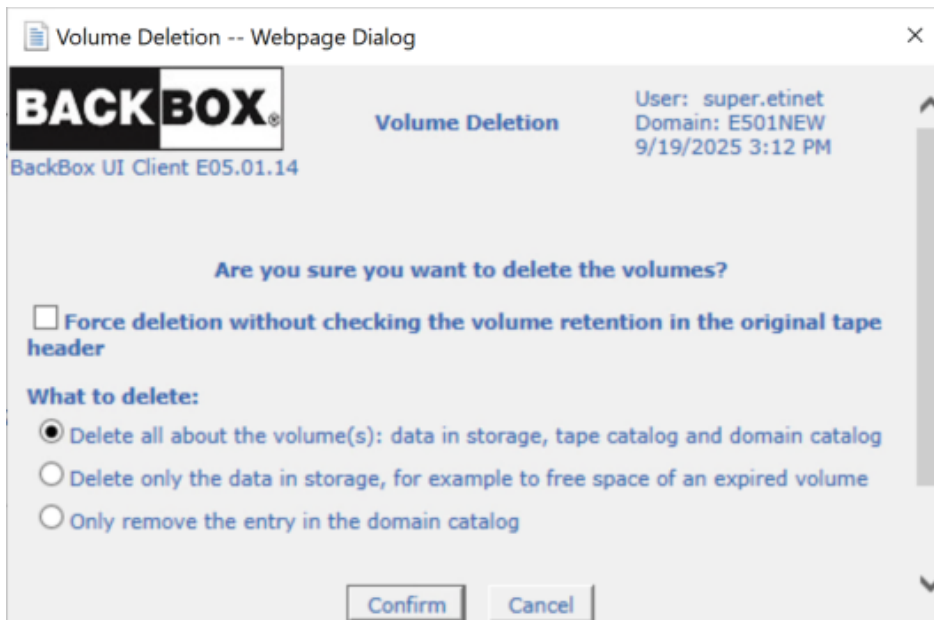 Volume Deletion -- Webpage Dialog
BACKBOX®
BackBox UI Client E05.01.14
Volume Deletion
User: super.etinet
Domain: E501NEW
9/19/2025 3:12 PM
Are you sure you want to delete the volumes?
Force deletion without checking the volume retention in the original tape
header
What to delete:
Delete all about the volume(s): data in storage, tape catalog and domain catalog
Delete only the data in storage, for example to free space of an expired volume
Only remove the entry in the domain catalog
Confirm
Cancel